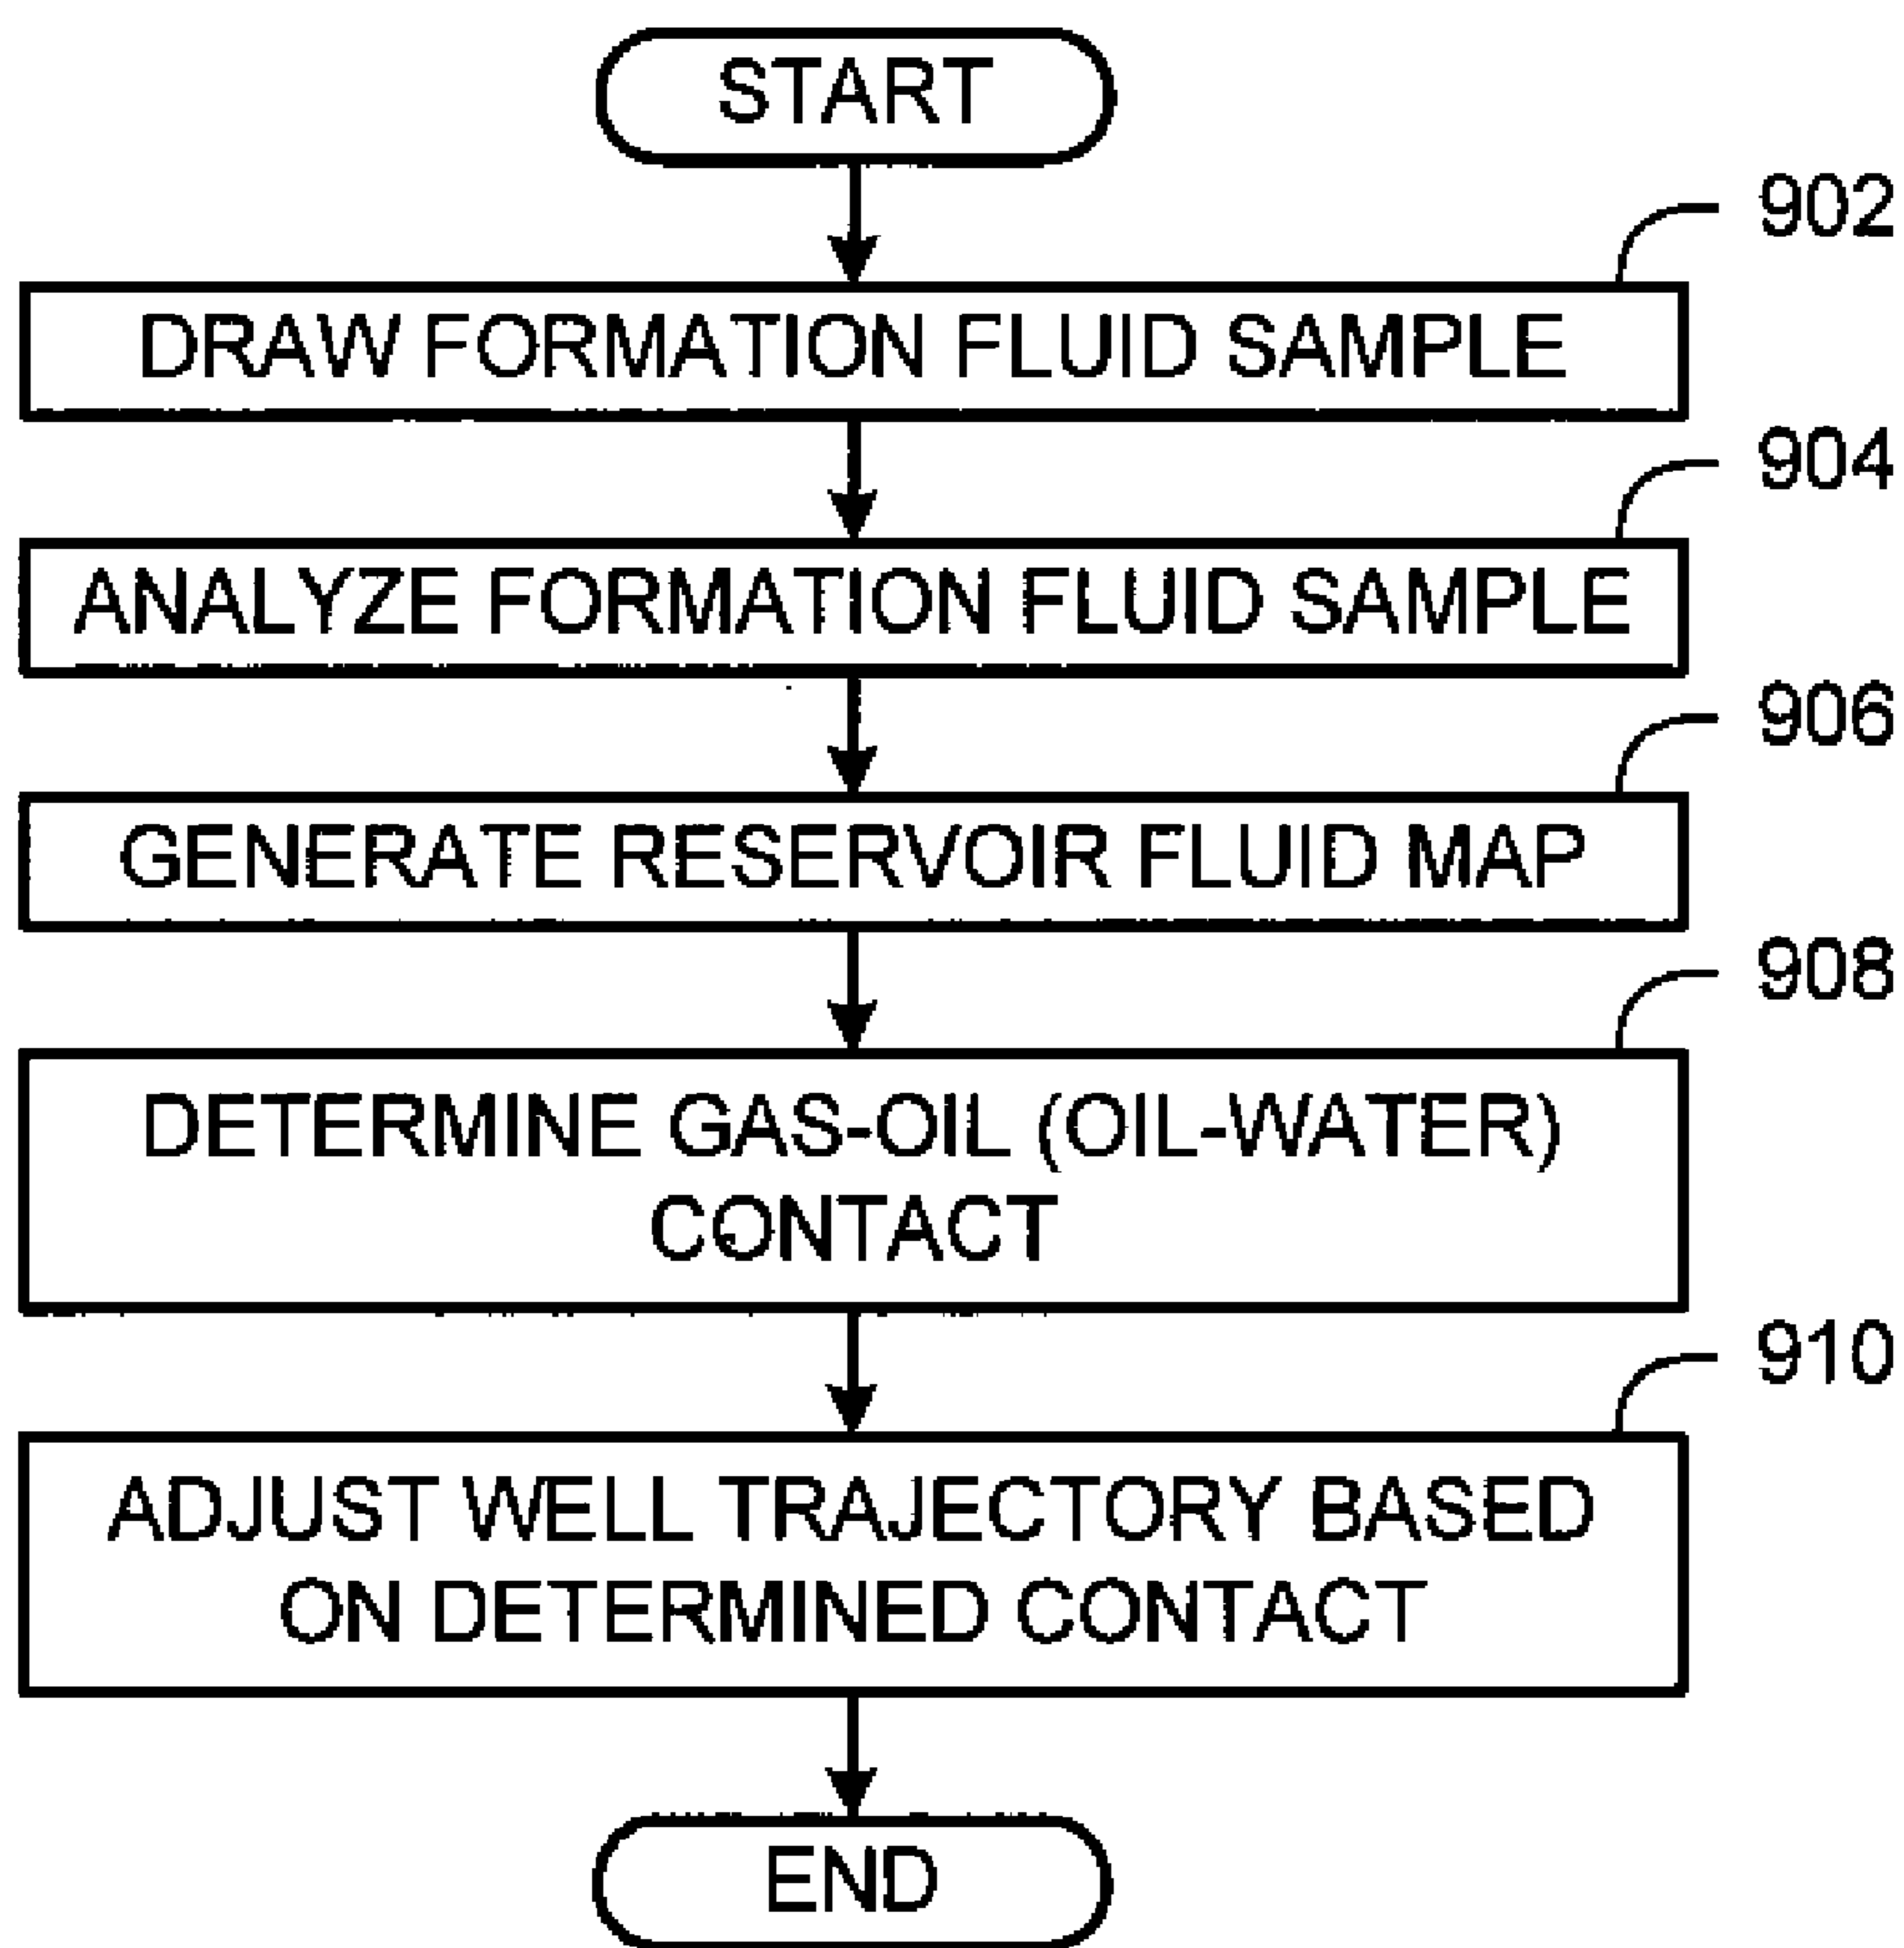 START
902
DRAW FORMATION FLUID SAMPLE
904
ANALYZE FORMATION FLUID SAMPLE
906
GENERATE RESERVOIR FLUID MAP
908
DETERMINE GAS-OIL (OIL-WATER)
CONTACT
910
ADJUST WELL TRAJECTORY BASED
ON DETERMINED CONTACT
END